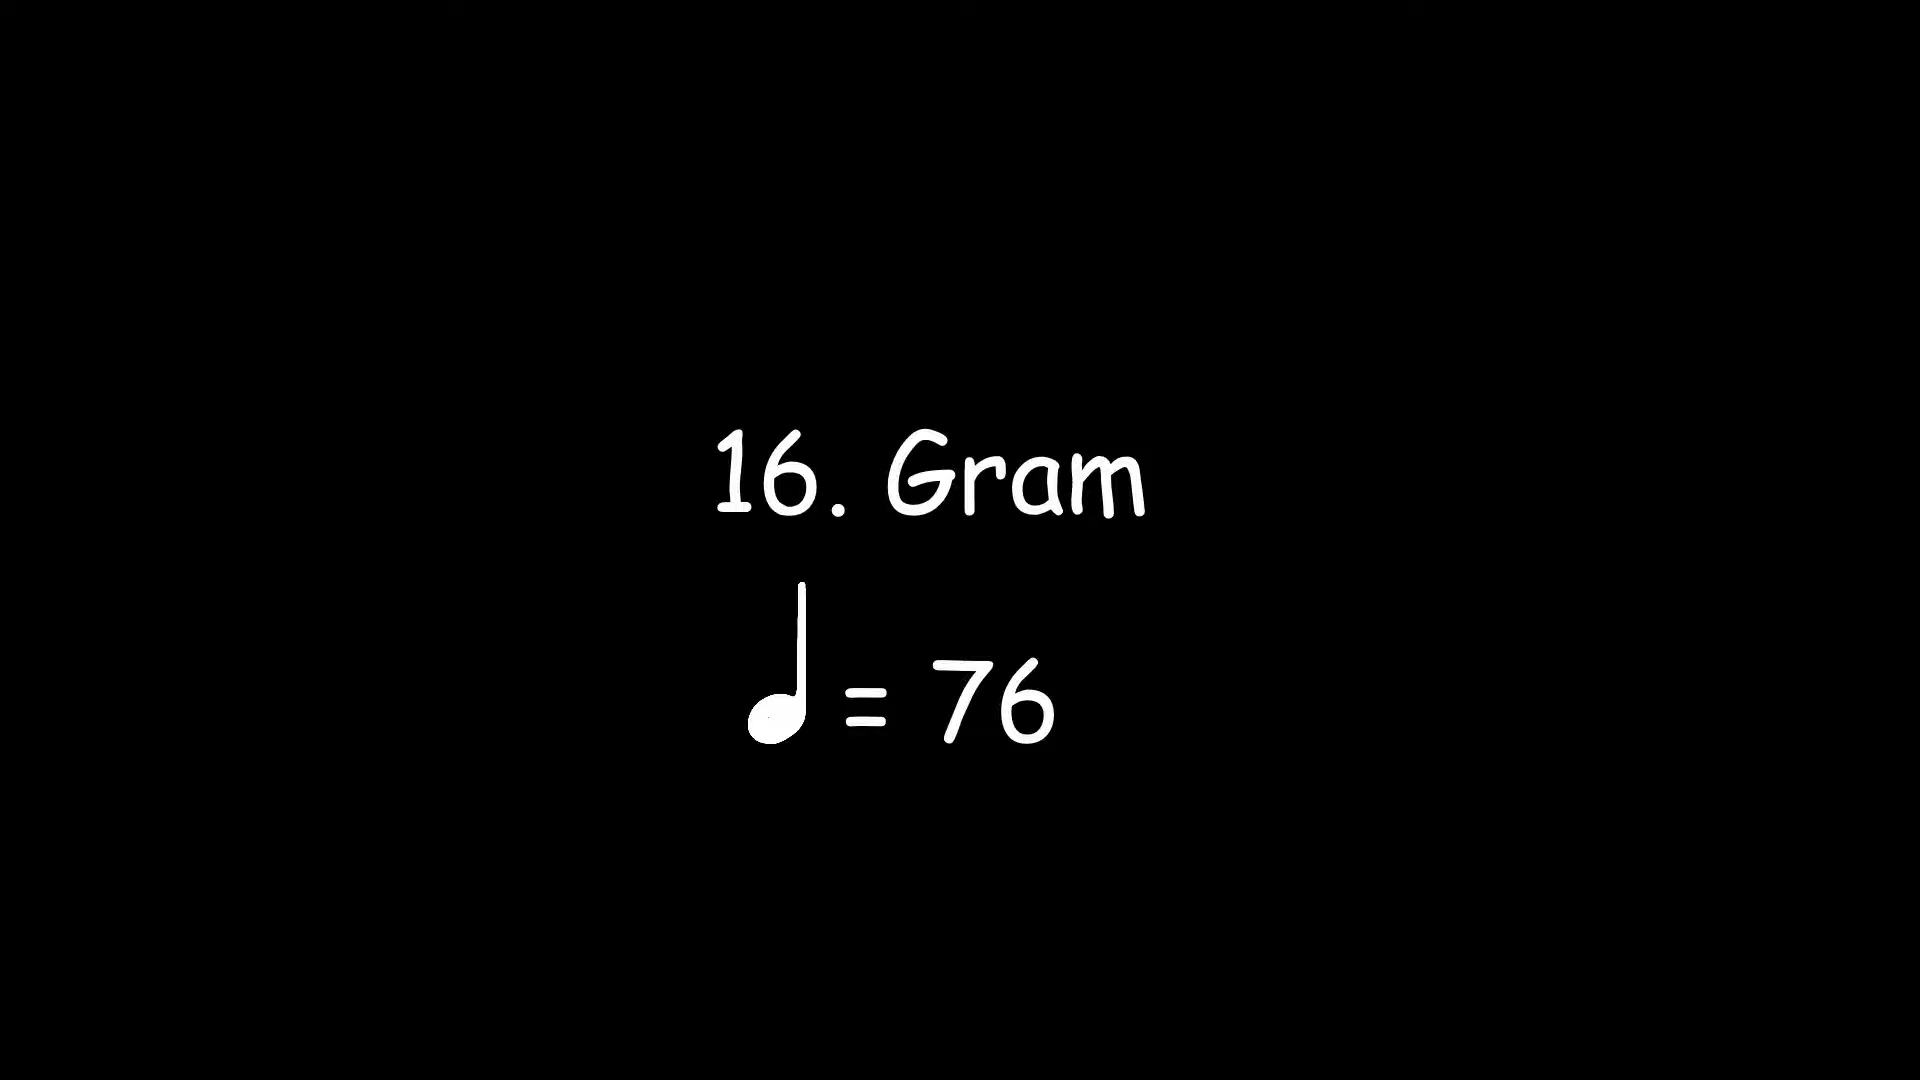 16. Gram
♩ = 76